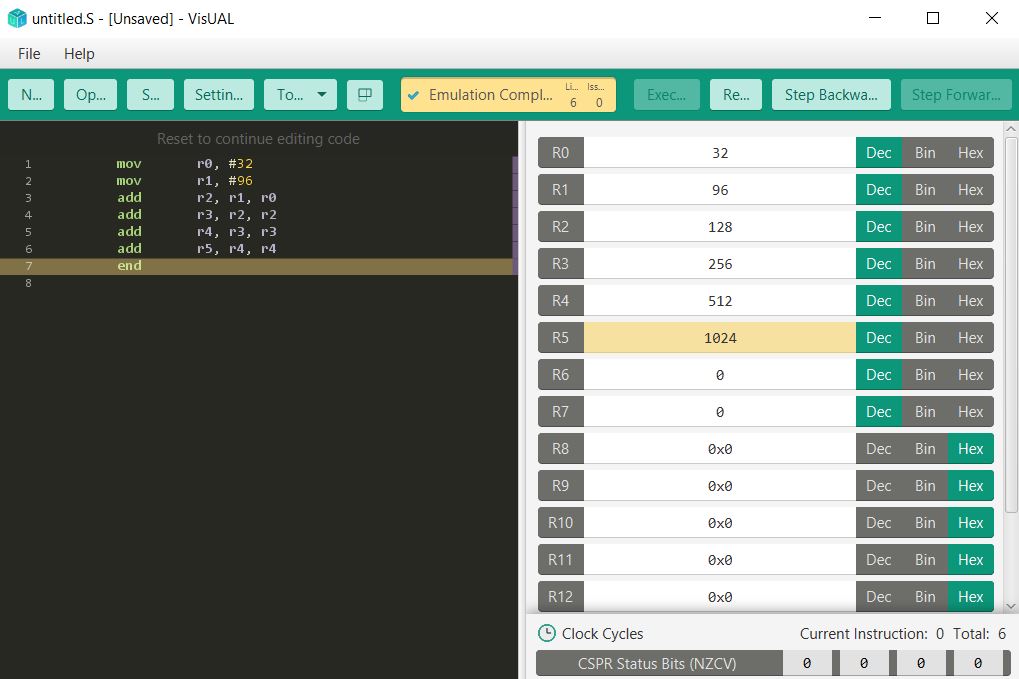 untitled.S - [Unsaved] - VisUAL
File Help
N... Op... S... Settin... To... Emulation Compl... Li... 6 Iss... 0 Exec... Re... Step Backwa... Step Forwar...
Reset to continue editing code
1 mov r0, #32
2 mov r1, #96
3 add r2, r1, r0
4 add r3, r2, r2
5 add r4, r3, r3
6 add r5, r4, r4
7 end
8
R0 32 Dec Bin Hex
R1 96 Dec Bin Hex
R2 128 Dec Bin Hex
R3 256 Dec Bin Hex
R4 512 Dec Bin Hex
R5 1024 Dec Bin Hex
R6 0 Dec Bin Hex
R7 0 Dec Bin Hex
R8 0x0 Dec Bin Hex
R9 0x0 Dec Bin Hex
R10 0x0 Dec Bin Hex
R11 0x0 Dec Bin Hex
R12 0x0 Dec Bin Hex
Clock Cycles Current Instruction: 0 Total: 6
CSPR Status Bits (NZCV) 0 0 0 0